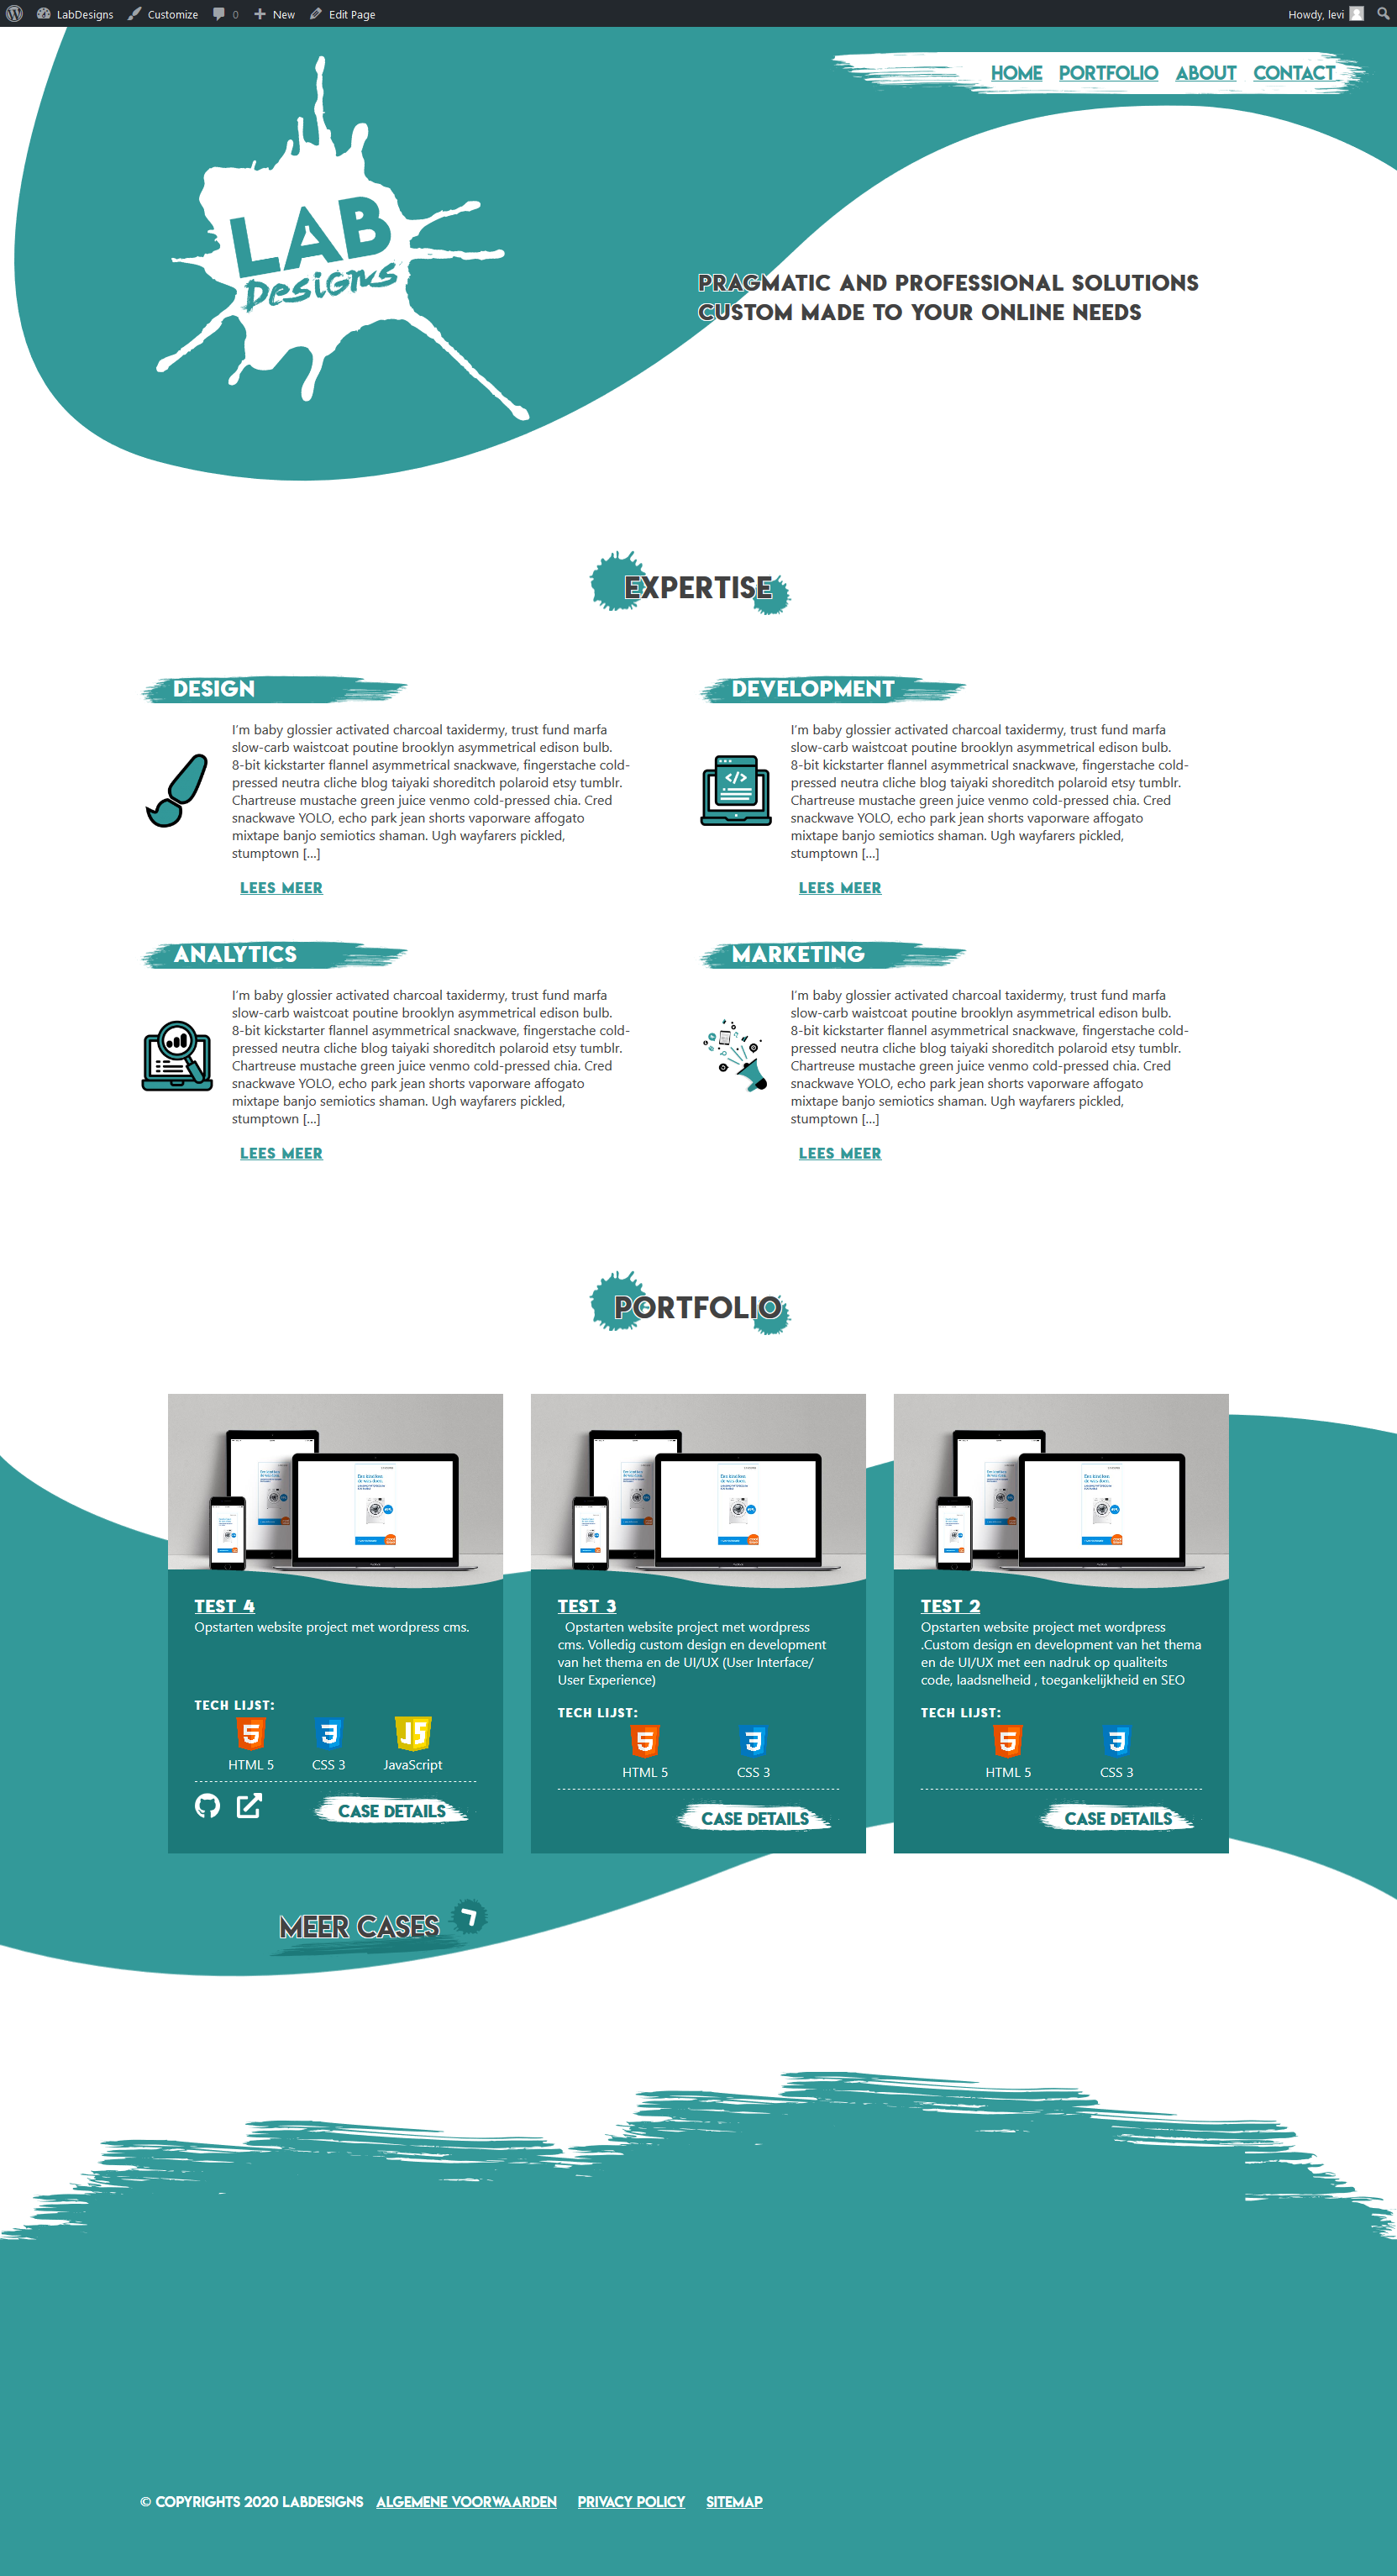 LabDesigns Customize 0 New Edit Page Howdy, levi
HOME PORTFOLIO ABOUT CONTACT
LAB
Designs
PRAGMATIC AND PROFESSIONAL SOLUTIONS
CUSTOM MADE TO YOUR ONLINE NEEDS
EXPERTISE
DESIGN
I'm baby glossier activated charcoal taxidermy, trust fund marfa
slow-carb waistcoat poutine brooklyn asymmetrical edison bulb.
8-bit kickstarter flannel asymmetrical snackwave, fingerstache cold-
pressed neutra cliche blog taiyaki shoreditch polaroid etsy tumblr.
Chartreuse mustache green juice venmo cold-pressed chia. Cred
snackwave YOLO, echo park jean shorts vaporware affogato
mixtape banjo semiotics shaman. Ugh wayfarers pickled,
stumptown [...]
LEES MEER
DEVELOPMENT
I'm baby glossier activated charcoal taxidermy, trust fund marfa
slow-carb waistcoat poutine brooklyn asymmetrical edison bulb.
8-bit kickstarter flannel asymmetrical snackwave, fingerstache cold-
pressed neutra cliche blog taiyaki shoreditch polaroid etsy tumblr.
Chartreuse mustache green juice venmo cold-pressed chia. Cred
snackwave YOLO, echo park jean shorts vaporware affogato
mixtape banjo semiotics shaman. Ugh wayfarers pickled,
stumptown [...]
LEES MEER
ANALYTICS
I'm baby glossier activated charcoal taxidermy, trust fund marfa
slow-carb waistcoat poutine brooklyn asymmetrical edison bulb.
8-bit kickstarter flannel asymmetrical snackwave, fingerstache cold-
pressed neutra cliche blog taiyaki shoreditch polaroid etsy tumblr.
Chartreuse mustache green juice venmo cold-pressed chia. Cred
snackwave YOLO, echo park jean shorts vaporware affogato
mixtape banjo semiotics shaman. Ugh wayfarers pickled,
stumptown [...]
LEES MEER
MARKETING
I'm baby glossier activated charcoal taxidermy, trust fund marfa
slow-carb waistcoat poutine brooklyn asymmetrical edison bulb.
8-bit kickstarter flannel asymmetrical snackwave, fingerstache cold-
pressed neutra cliche blog taiyaki shoreditch polaroid etsy tumblr.
Chartreuse mustache green juice venmo cold-pressed chia. Cred
snackwave YOLO, echo park jean shorts vaporware affogato
mixtape banjo semiotics shaman. Ugh wayfarers pickled,
stumptown [...]
LEES MEER
PORTFOLIO
TEST 4
Opstarten website project met wordpress cms.
TECH LIJST:
HTML 5 CSS 3 JavaScript
CASE DETAILS
TEST 3
Opstarten website project met wordpress
cms. Volledig custom design en development
van het thema en de UI/UX (User Interface/
User Experience)
TECH LIJST:
HTML 5 CSS 3
CASE DETAILS
TEST 2
Opstarten website project met wordpress
.Custom design en development van het thema
en de UI/UX met een nadruk op qualiteits
code, laadsnelheid , toegankelijkheid en SEO
TECH LIJST:
HTML 5 CSS 3
CASE DETAILS
MEER CASES
© COPYRIGHTS 2020 LABDESIGNS ALGEMENE VOORWAARDEN PRIVACY POLICY SITEMAP